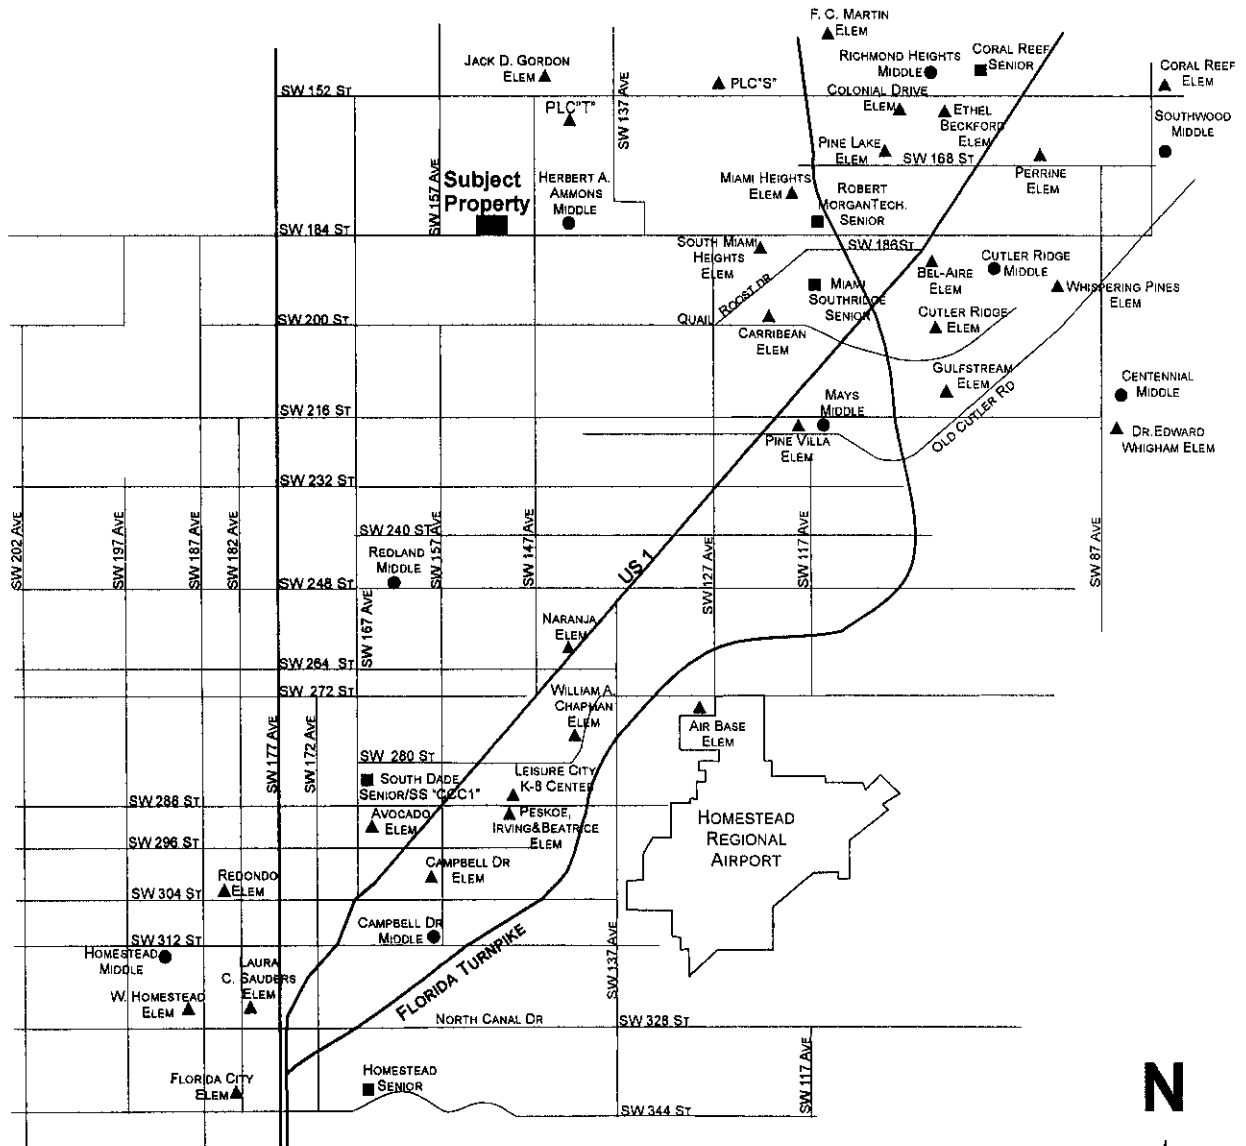 F. C. MARTIN
ELEM
JACK D. GORDON
ELEM
SW 137 AVE
PLC"S"
RICHMOND HEIGHTS
MIDDLE
CORAL REEF
SENIOR
CORAL REEF
ELEM
SW 152 ST
COLONIAL DRIVE
ELEM
PLC"T"
ETHEL
BECKFORD
ELEM
SOUTHWOOD
MIDDLE
PINE LAKE
ELEM
SW 168 ST
PERRINE
ELEM
SW 157 AVE
Subject
Property
HERBERT A.
AMMONS
MIDDLE
MIAMI HEIGHTS
ELEM
ROBERT
MORGANTECH.
SENIOR
SW 184 ST
SOUTH MIAMI
HEIGHTS
ELEM
SW 186ST
BEL-AIRE
ELEM
CUTLER RIDGE
MIDDLE
WHISPERING PINES
ELEM
MIAMI
SOUTHRIDGE
SENIOR
QUAIL ROOST DR
SW 200 ST
CARRIBEAN
ELEM
CUTLER RIDGE
ELEM
GULFSTREAM
ELEM
OLD CUTLER RD
CENTENNIAL
MIDDLE
SW 216 ST
MAYS
MIDDLE
PINE VILLA
ELEM
DR.EDWARD
WHIGHAM ELEM
SW 232 ST
SW 202 AVE
SW 197 AVE
SW 187 AVE
SW 182 AVE
SW 240 ST
SW 157 AVE
SW 147 AVE
US 1
SW 127 AVE
SW 117 AVE
SW 87 AVE
REDLAND
MIDDLE
SW 248 ST
SW 167 AVE
NARANJA
ELEM
SW 264 ST
SW 272 ST
WILLIAM A.
CHAPMAN
ELEM
AIR BASE
ELEM
SW 177 AVE
SW 172 AVE
SW 280 ST
SOUTH DADE
SENIOR/SS "CCC1"
LEISURE CITY
K-8 CENTER
SW 288 ST
AVOCADO
ELEM
PESKOE,
IRVING&BEATRICE
ELEM
HOMESTEAD
REGIONAL
AIRPORT
SW 296 ST
REDONDO
ELEM
CAMPBELL DR
ELEM
SW 304 ST
CAMPBELL DR
MIDDLE
SW 312 ST
HOMESTEAD
MIDDLE
LAURA
C. SAUDERS
ELEM
W. HOMESTEAD
ELEM
FLORIDA TURNPIKE
SW 137 AVE
NORTH CANAL DR
SW 328 ST
FLORIDA CITY
ELEM
HOMESTEAD
SENIOR
SW 117 AVE
SW 344 ST
N